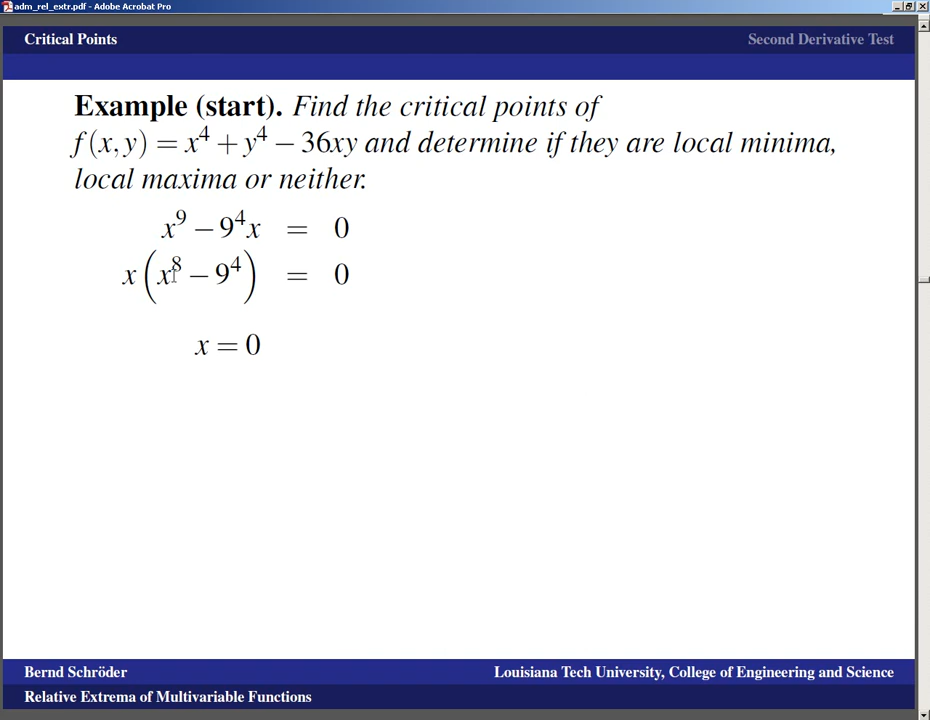 adm_rel_extr.pdf - Adobe Acrobat Pro
Critical Points Second Derivative Test
Example (start). Find the critical points of
f(x,y) = x⁴ + y⁴ − 36xy and determine if they are local minima,
local maxima or neither.
x⁹ − 9⁴x = 0
x(x⁸ − 9⁴) = 0
x = 0
Bernd Schröder Louisiana Tech University, College of Engineering and Science
Relative Extrema of Multivariable Functions